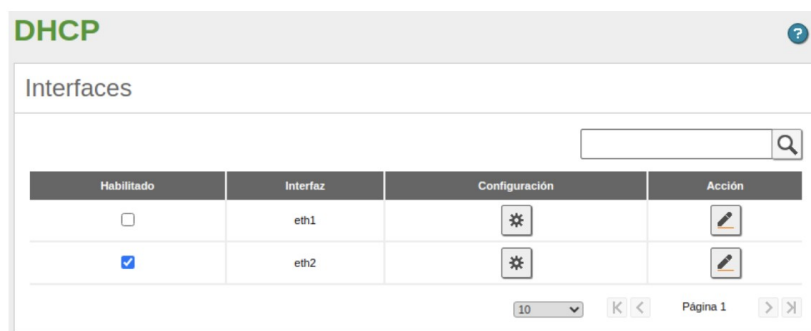 DHCP
?
Interfaces
Habilitado Interfaz Configuración Acción
eth1
eth2
10 Página 1